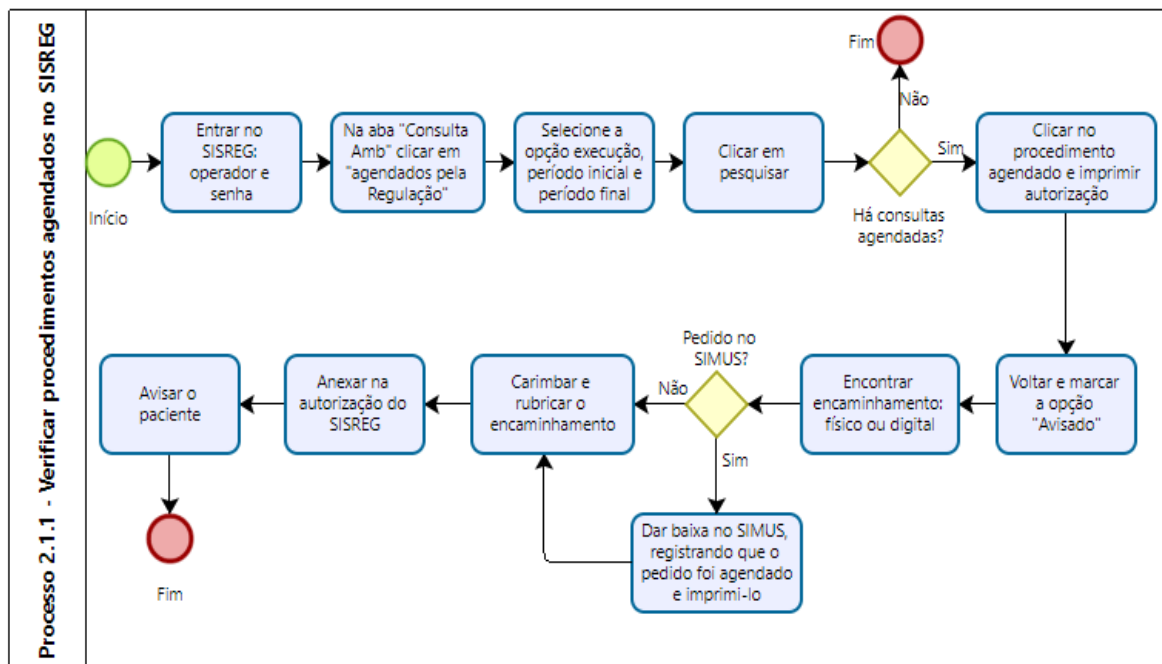 Processo 2.1.1 - Verificar procedimentos agendados no SISREG
Início
Entrar no
SISREG:
operador e
senha
Na aba "Consulta
Amb" clicar em
"agendados pela
Regulação"
Selecione a
opção execução,
período inicial e
período final
Clicar em
pesquisar
Há consultas
agendadas?
Não
Fim
Sim
Clicar no
procedimento
agendado e imprimir
autorização
Voltar e marcar
a opção
"Avisado"
Encontrar
encaminhamento:
físico ou digital
Pedido no
SIMUS?
Não
Sim
Dar baixa no SIMUS,
registrando que o
pedido foi agendado
e imprimi-lo
Carimbar e
rubricar o
encaminhamento
Anexar na
autorização do
SISREG
Avisar o
paciente
Fim